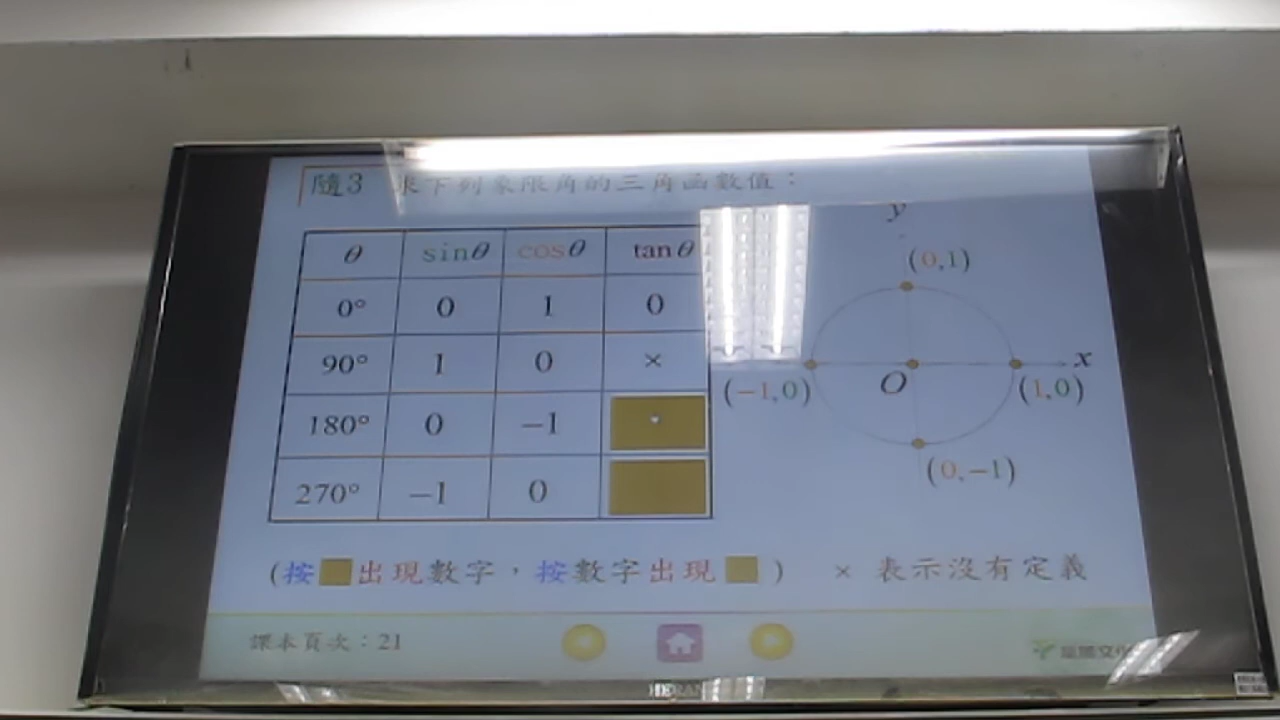 隨3 求下列象限角的三角函數值：
θ sinθ cosθ tanθ
0° 0 1 0
90° 1 0 ×
180° 0 −1
270° −1 0
y
(0,1)
x
(−1,0) O (1,0)
(0,−1)
(按 出現數字，按數字出現 ) × 表示沒有定義
課本頁次：21
HERAN